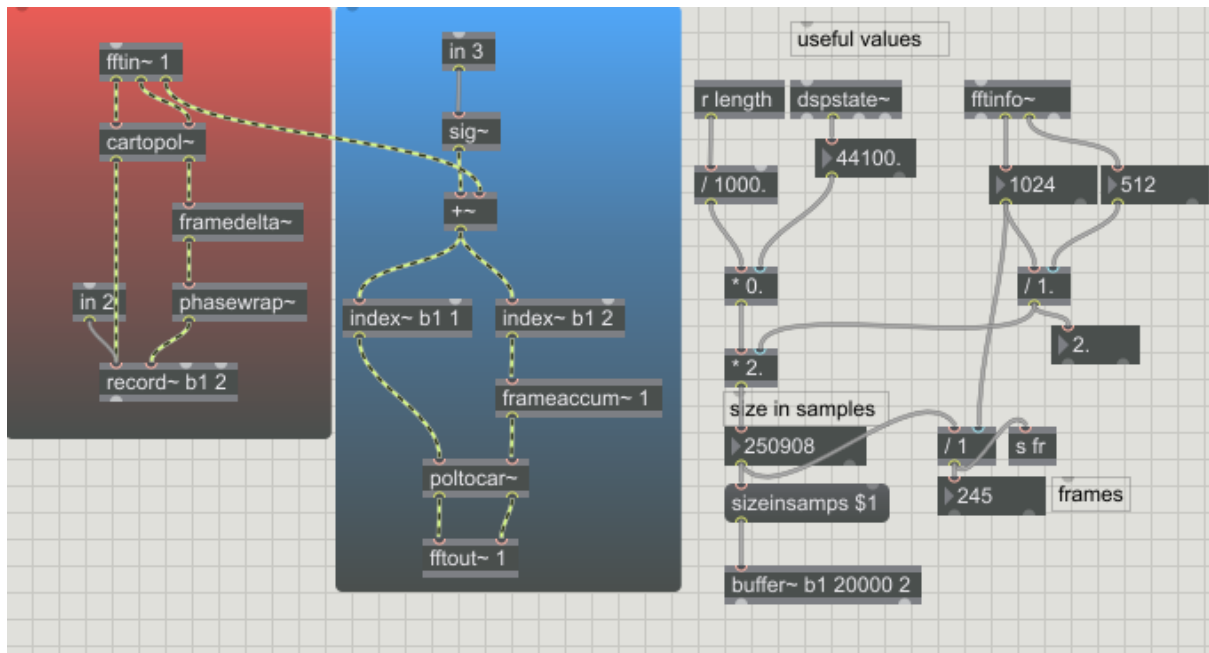 fftin~ 1
cartopol~
framedelta~
in 2
phasewrap~
record~ b1 2
in 3
sig~
+~
index~ b1 1
index~ b1 2
frameaccum~ 1
poltocar~
fftout~ 1
useful values
r length
dspstate~
fftinfo~
44100.
/ 1000.
1024
512
* 0.
/ 1.
2.
* 2.
size in samples
250908
/ 1
s fr
sizeinsamps $1
245
frames
buffer~ b1 20000 2